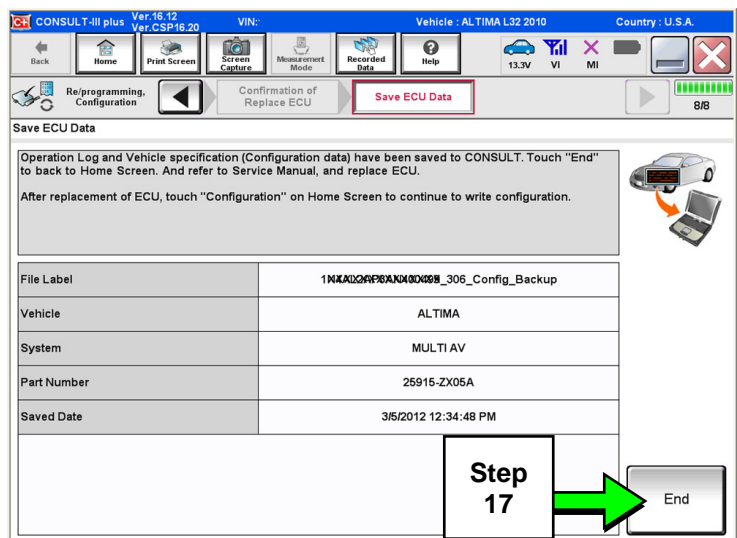 CONSULT-III plus Ver.16.12 Ver.CSP16.20 VIN: Vehicle : ALTIMA L32 2010 Country : U.S.A.
Back Home Print Screen Screen Capture Measurement Mode Recorded Data Help 13.3V VI MI
Re/programming, Configuration Confirmation of Replace ECU Save ECU Data 8/8
Save ECU Data
Operation Log and Vehicle specification (Configuration data) have been saved to CONSULT. Touch "End"
to back to Home Screen. And refer to Service Manual, and replace ECU.
After replacement of ECU, touch "Configuration" on Home Screen to continue to write configuration.
File Label _306_Config_Backup
Vehicle ALTIMA
System MULTI AV
Part Number 25915-ZX05A
Saved Date 3/5/2012 12:34:48 PM
Step
17
End